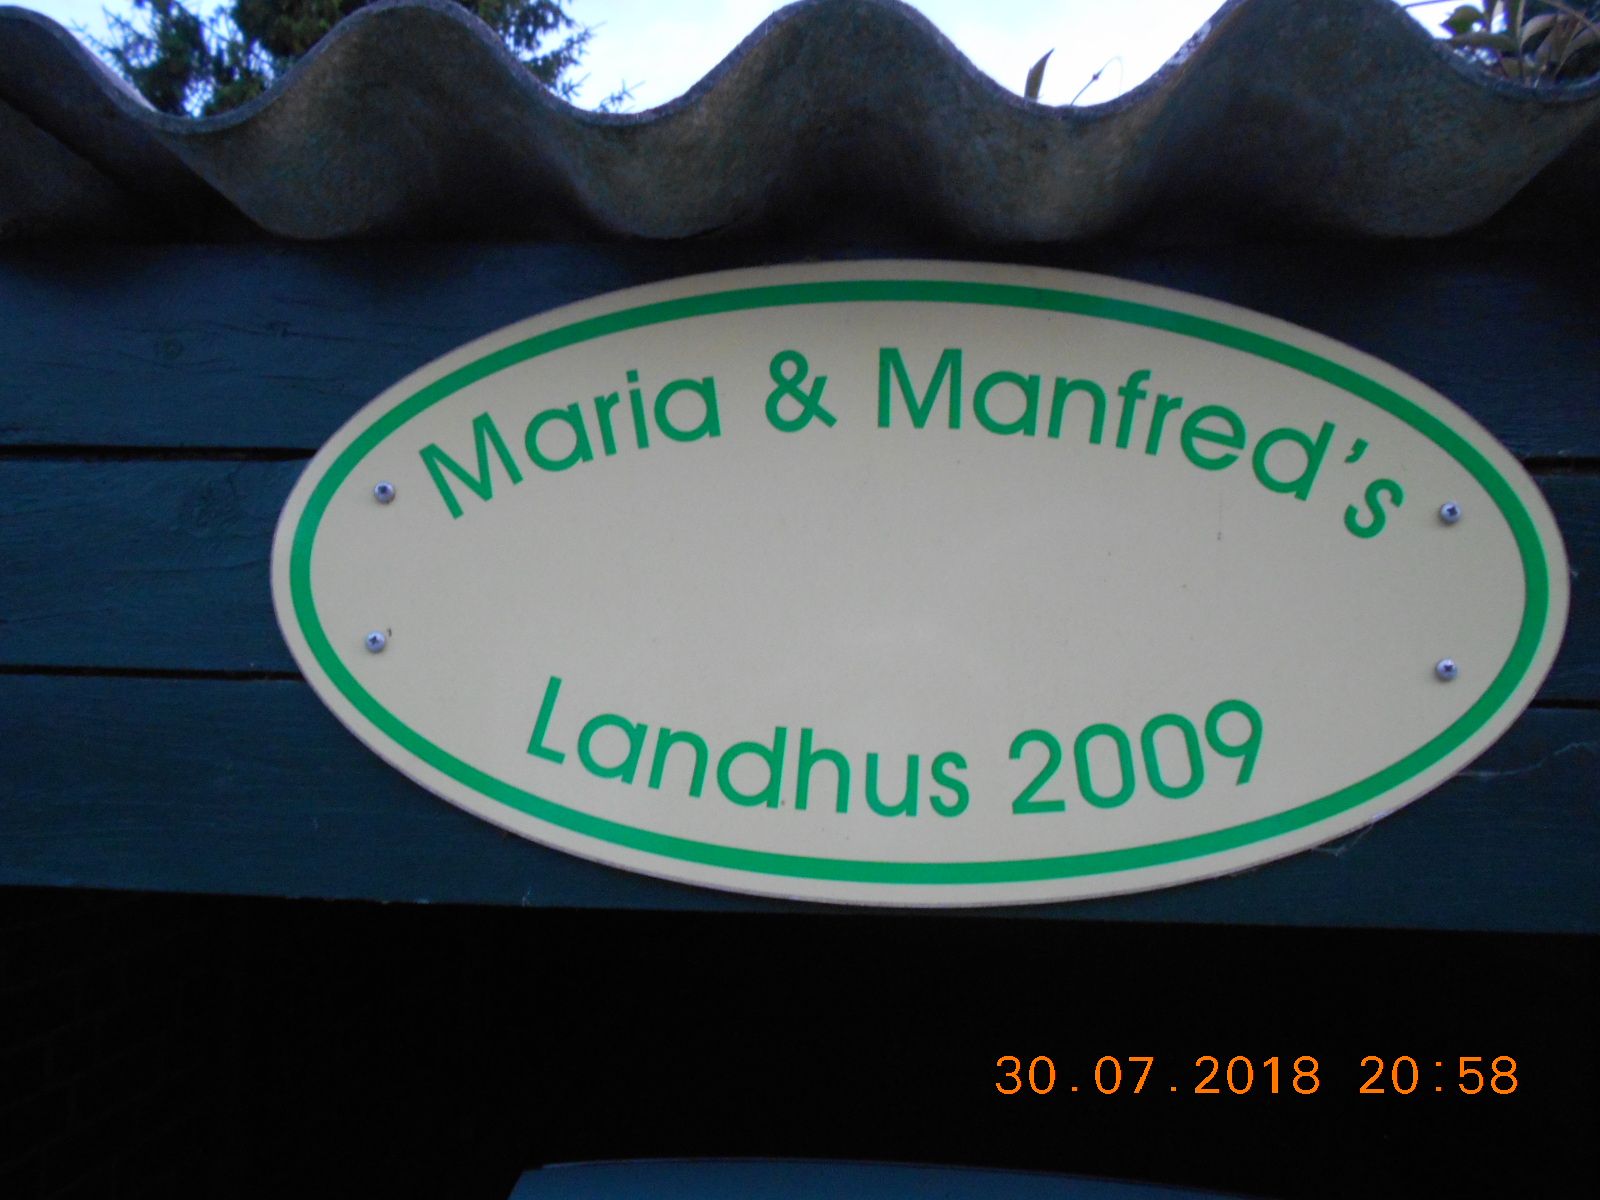 Maria & Manfred's
Landhus 2009
30.07.2018 20:58